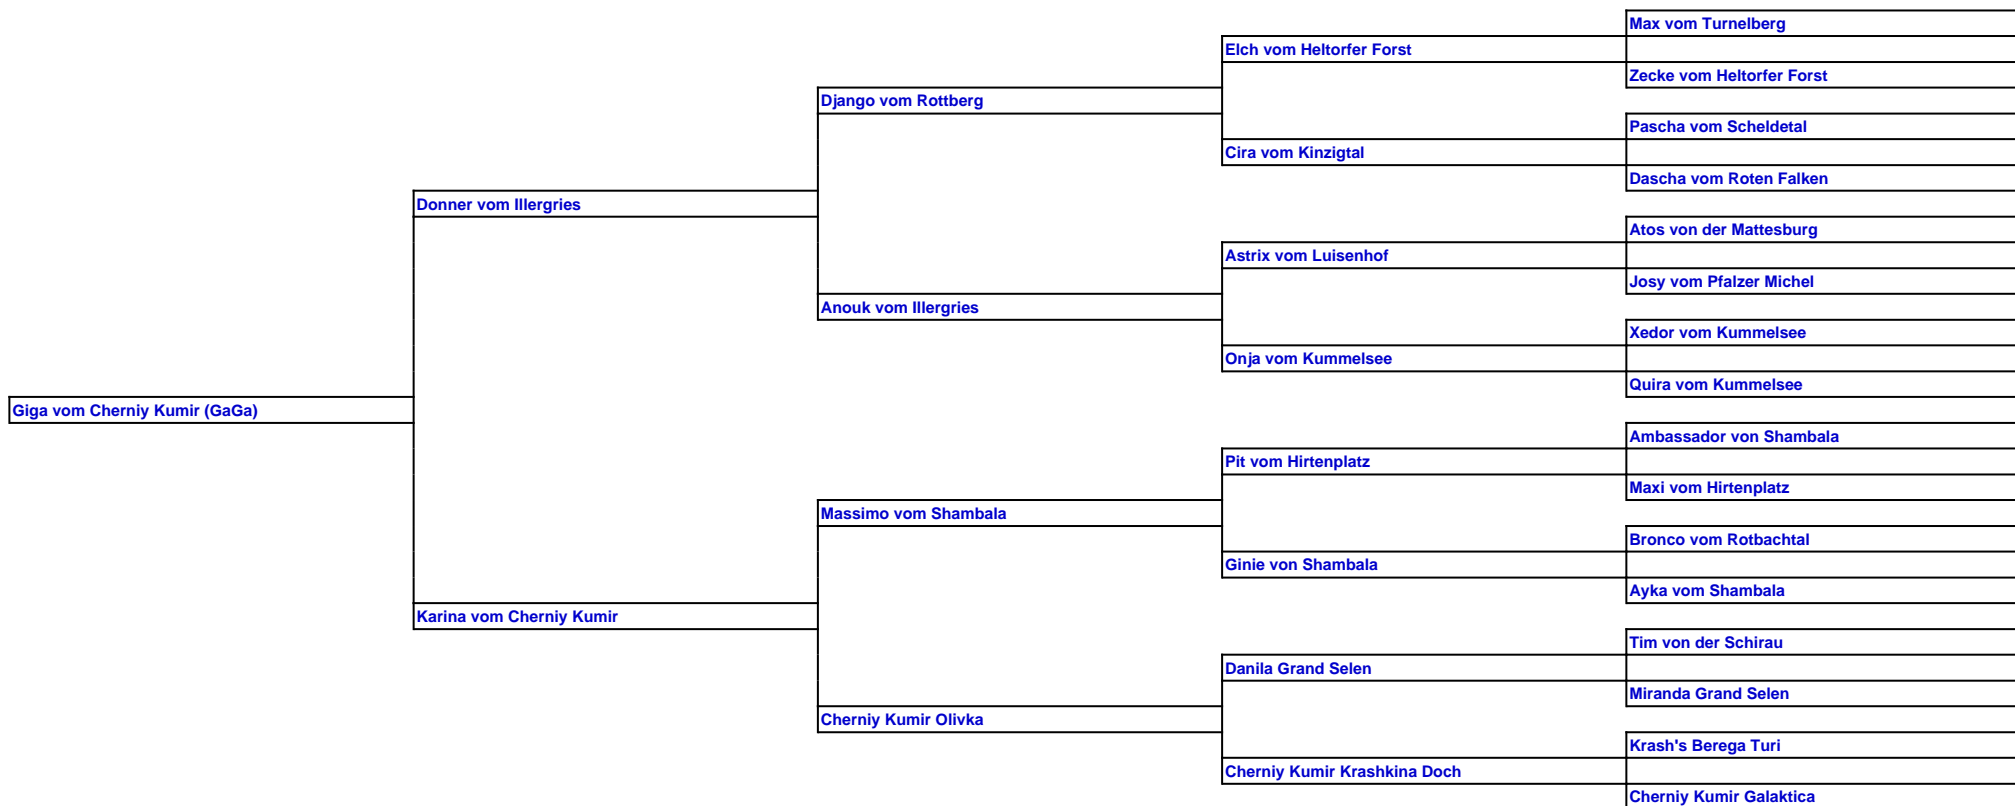 Max vom Turnelberg
Elch vom Heltorfer Forst
Zecke vom Heltorfer Forst
Django vom Rottberg
Pascha vom Scheldetal
Cira vom Kinzigtal
Dascha vom Roten Falken
Donner vom Illergries
Atos von der Mattesburg
Astrix vom Luisenhof
Josy vom Pfalzer Michel
Anouk vom Illergries
Xedor vom Kummelsee
Onja vom Kummelsee
Quira vom Kummelsee
Giga vom Cherniy Kumir (GaGa)
Ambassador von Shambala
Pit vom Hirtenplatz
Maxi vom Hirtenplatz
Massimo vom Shambala
Bronco vom Rotbachtal
Ginie von Shambala
Ayka vom Shambala
Karina vom Cherniy Kumir
Tim von der Schirau
Danila Grand Selen
Miranda Grand Selen
Cherniy Kumir Olivka
Krash's Berega Turi
Cherniy Kumir Krashkina Doch
Cherniy Kumir Galaktica